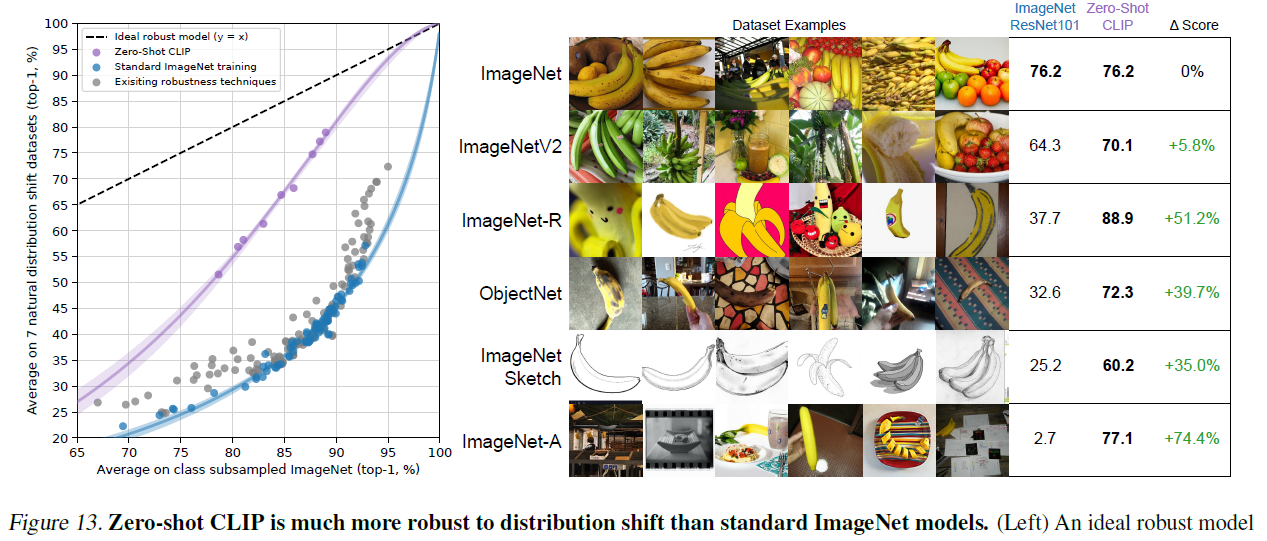 Average on 7 natural distribution shift datasets (top-1, %)
100
95
90
85
80
75
70
65
60
55
50
45
40
35
30
25
20
Ideal robust model (y = x)
Zero-Shot CLIP
Standard ImageNet training
Exisiting robustness techniques
65 70 75 80 85 90 95 100
Average on class subsampled ImageNet (top-1, %)
Dataset Examples
ImageNet
ResNet101
Zero-Shot
CLIP
Δ Score
ImageNet 76.2 76.2 0%
ImageNetV2 64.3 70.1 +5.8%
ImageNet-R 37.7 88.9 +51.2%
ObjectNet 32.6 72.3 +39.7%
ImageNet
Sketch 25.2 60.2 +35.0%
ImageNet-A 2.7 77.1 +74.4%
Figure 13. Zero-shot CLIP is much more robust to distribution shift than standard ImageNet models. (Left) An ideal robust model